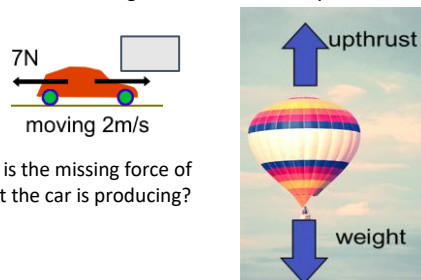 7N
moving 2m/s
is the missing force of
t the car is producing?
upthrust
weight